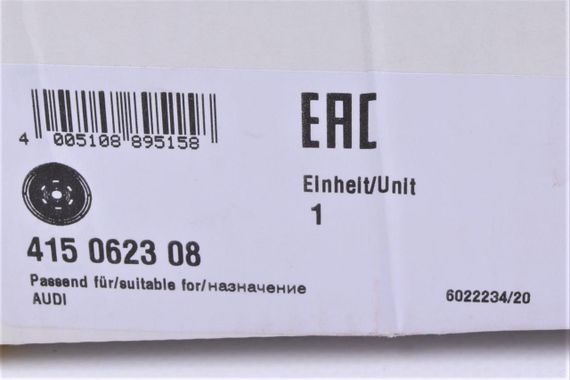 4 005108 895158
EAC
Einheit/Unit
1
415 0623 08
Passend für/suitable for/назначение
AUDI
6022234/20